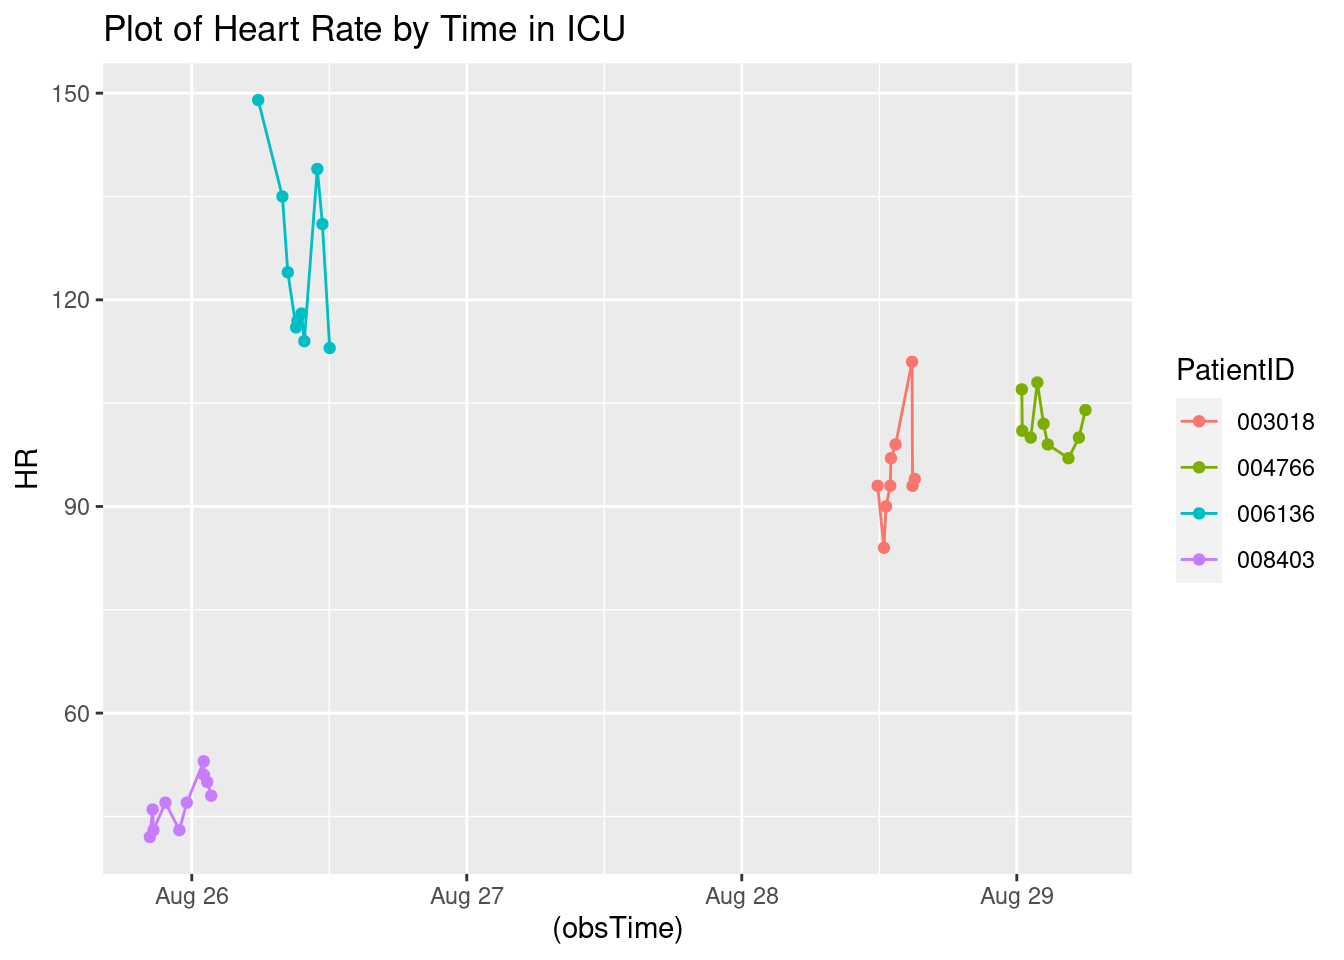 Plot of Heart Rate by Time in ICU
150
120
90
60
HR
Aug 26
Aug 27
Aug 28
Aug 29
(obsTime)
PatientID
003018
004766
006136
008403